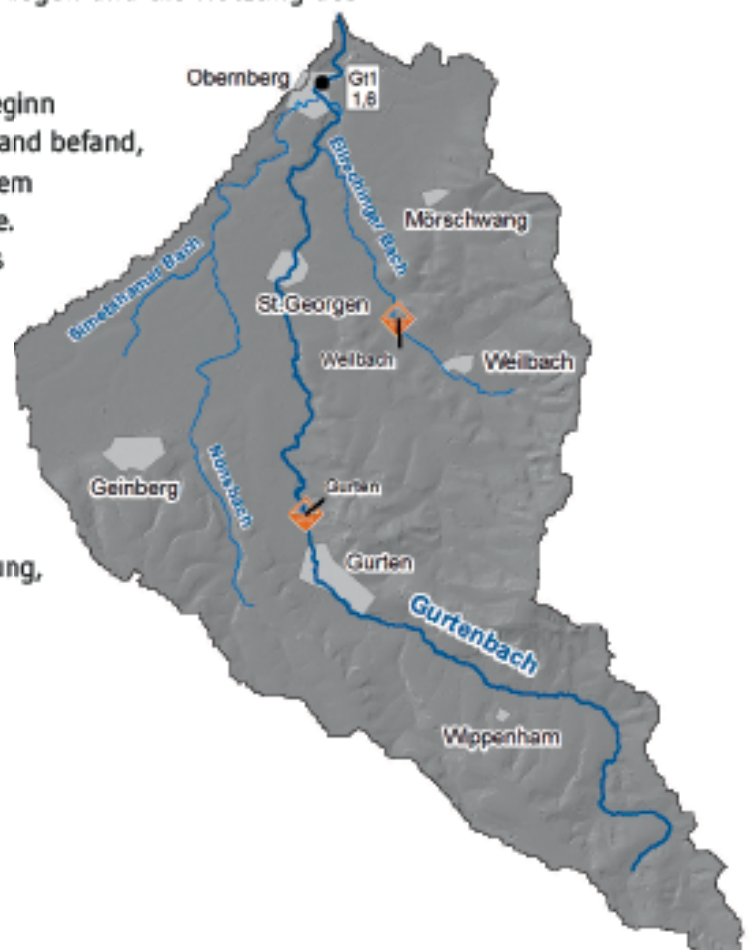 eginn
and befand,
em
e.
s
ung,
Obernberg
Gt1
1,6
Mörschwang
St.Georgen
Weilbach
Weilbach
Nonsbach
Geinberg
Gurten
Gurten
Gurtenbach
Wippenham